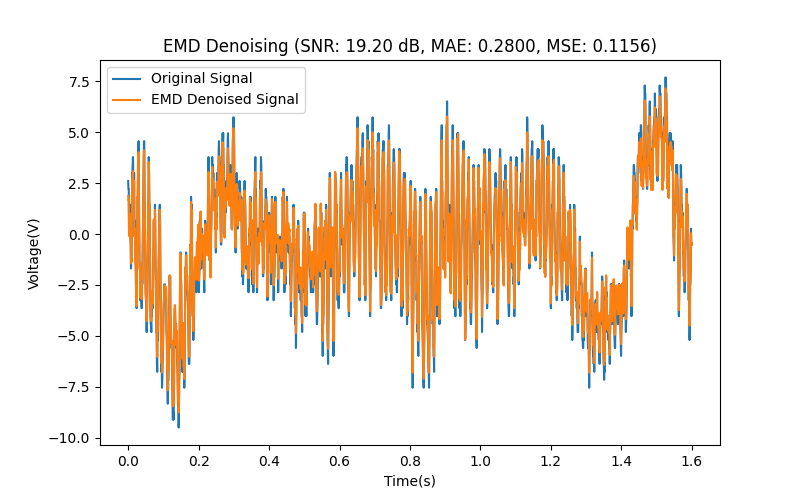 EMD Denoising (SNR: 19.20 dB, MAE: 0.2800, MSE: 0.1156)
Original Signal
EMD Denoised Signal
7.5
5.0
2.5
0.0
−2.5
−5.0
−7.5
−10.0
Voltage(V)
0.0 0.2 0.4 0.6 0.8 1.0 1.2 1.4 1.6
Time(s)